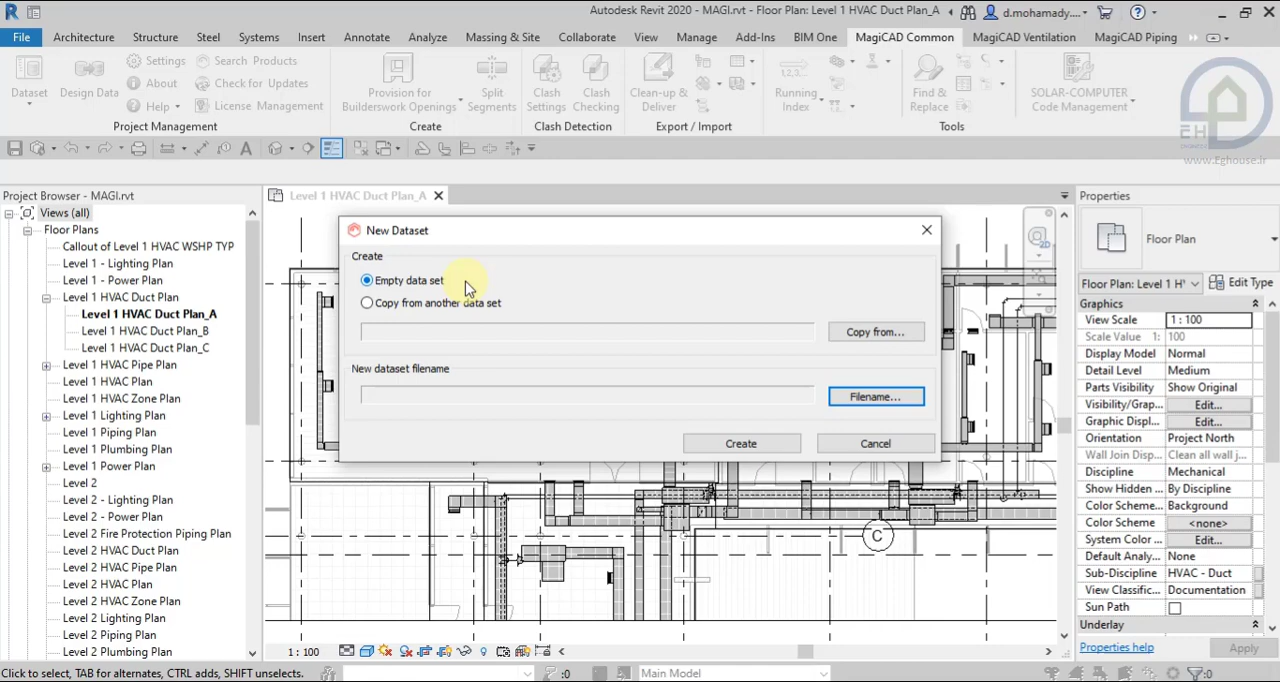 Autodesk Revit 2020 - MAGI.rvt - Floor Plan: Level 1 HVAC Duct Plan_A
d.mohamady....
File Architecture Structure Steel Systems Insert Annotate Analyze Massing & Site Collaborate View Manage Add-Ins BIM One MagiCAD Common MagiCAD Ventilation MagiCAD Piping
Dataset
Design Data
Settings
About
Help
Search Products
Check for Updates
License Management
Project Management
Provision for
Builderswork Openings
Split
Segments
Create
Clash
Settings
Clash
Checking
Clash Detection
Clean-up &
Deliver
Export / Import
Running
Index
Find &
Replace
SOLAR-COMPUTER
Code Management
Tools
EH
www.Eghouse.ir
Project Browser - MAGI.rvt
Views (all)
Floor Plans
Callout of Level 1 HVAC WSHP TYP
Level 1 - Lighting Plan
Level 1 - Power Plan
Level 1 HVAC Duct Plan
Level 1 HVAC Duct Plan_A
Level 1 HVAC Duct Plan_B
Level 1 HVAC Duct Plan_C
Level 1 HVAC Pipe Plan
Level 1 HVAC Plan
Level 1 HVAC Zone Plan
Level 1 Lighting Plan
Level 1 Piping Plan
Level 1 Plumbing Plan
Level 1 Power Plan
Level 2
Level 2 - Lighting Plan
Level 2 - Power Plan
Level 2 Fire Protection Piping Plan
Level 2 HVAC Duct Plan
Level 2 HVAC Pipe Plan
Level 2 HVAC Plan
Level 2 HVAC Zone Plan
Level 2 Lighting Plan
Level 2 Piping Plan
Level 2 Plumbing Plan
Level 1 HVAC Duct Plan_A
New Dataset
Create
Empty data set
Copy from another data set
Copy from...
New dataset filename
Filename...
Create
Cancel
C
2D
Properties
Floor Plan
Floor Plan: Level 1 H'
Edit Type
Graphics
View Scale 1 : 100
Scale Value 1: 100
Display Model Normal
Detail Level Medium
Parts Visibility Show Original
Visibility/Grap... Edit...
Graphic Displ... Edit...
Orientation Project North
Wall Join Disp... Clean all wall j...
Discipline Mechanical
Show Hidden ... By Discipline
Color Scheme... Background
Color Scheme <none>
System Color ... Edit...
Default Analy... None
Sub-Discipline HVAC - Duct
View Classific... Documentation
Sun Path
Underlay
Properties help
Apply
1 : 100
Click to select, TAB for alternates, CTRL adds, SHIFT unselects.
:0
Main Model
:0